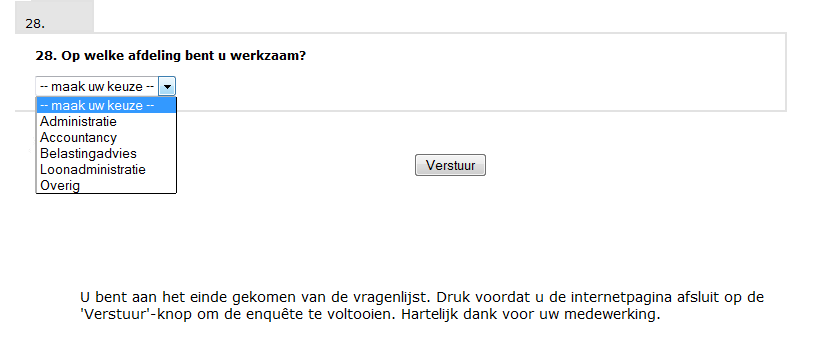 28.
28. Op welke afdeling bent u werkzaam?
-- maak uw keuze --
-- maak uw keuze --
Administratie
Accountancy
Belastingadvies
Loonadministratie
Overig
Verstuur
U bent aan het einde gekomen van de vragenlijst. Druk voordat u de internetpagina afsluit op de
'Verstuur'-knop om de enquête te voltooien. Hartelijk dank voor uw medewerking.